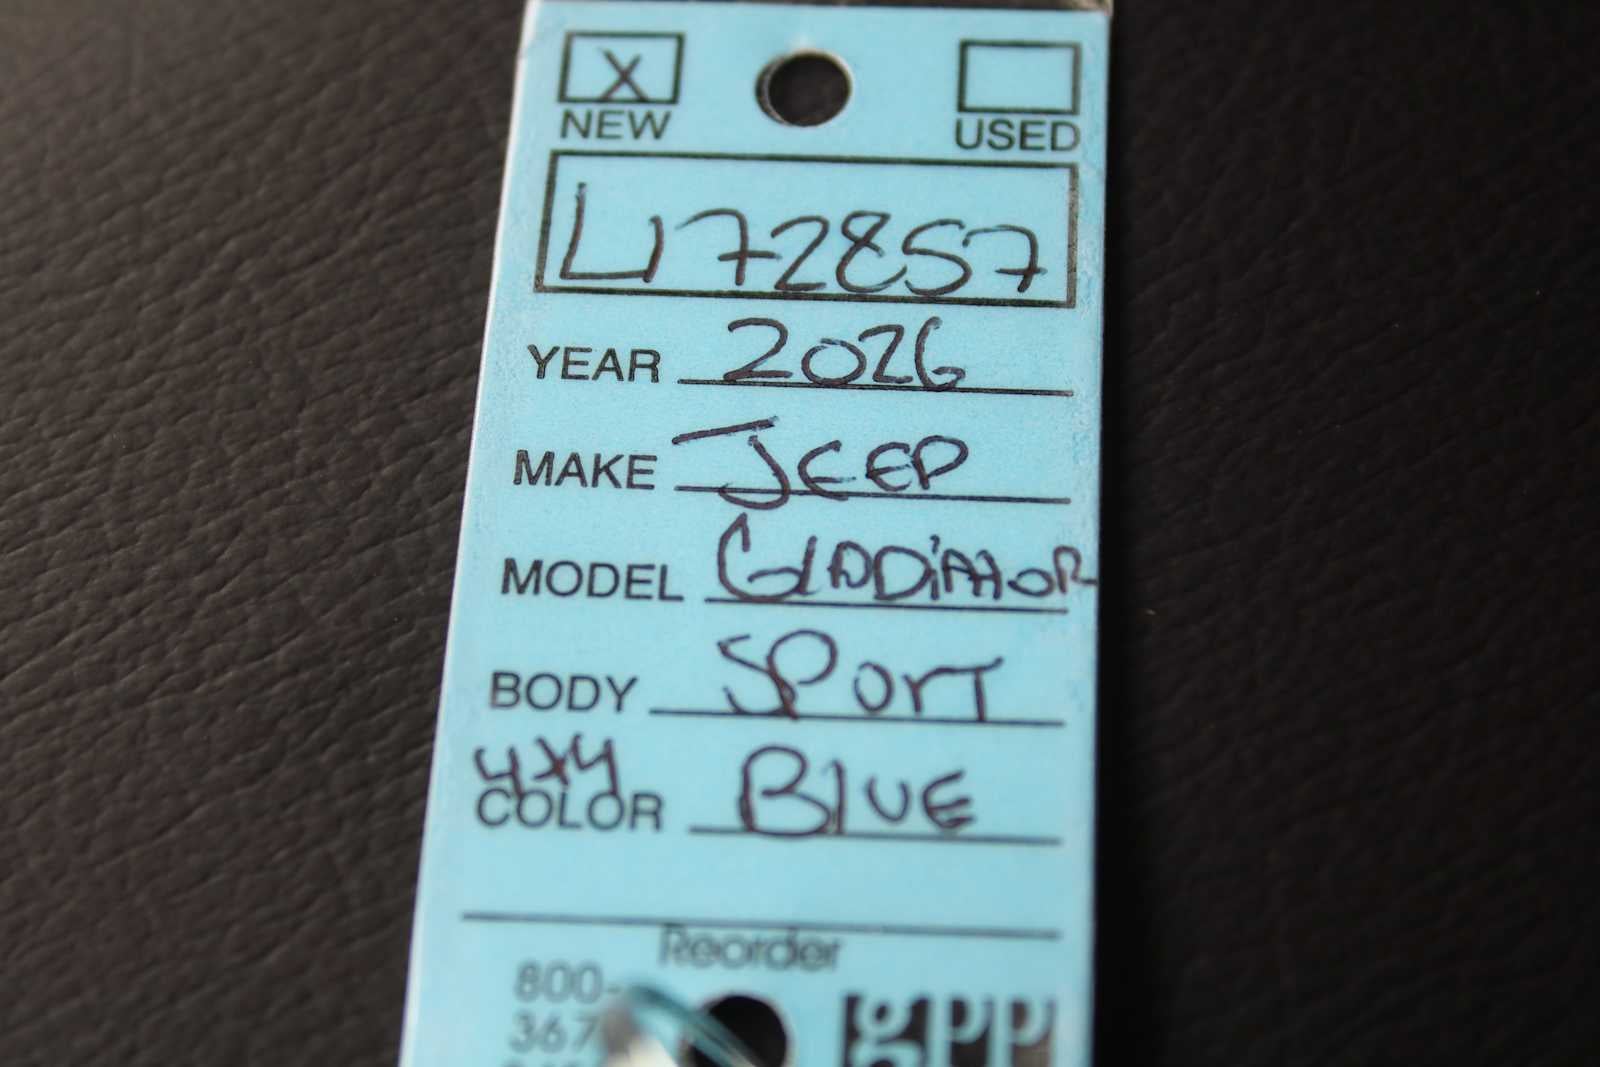 X
NEW USED
L172857
YEAR 2026
MAKE JEEP
MODEL GLADiAtOR
BODY SPOrT
4x4
COLOR BlUE
Reorder
800-
367
gpp